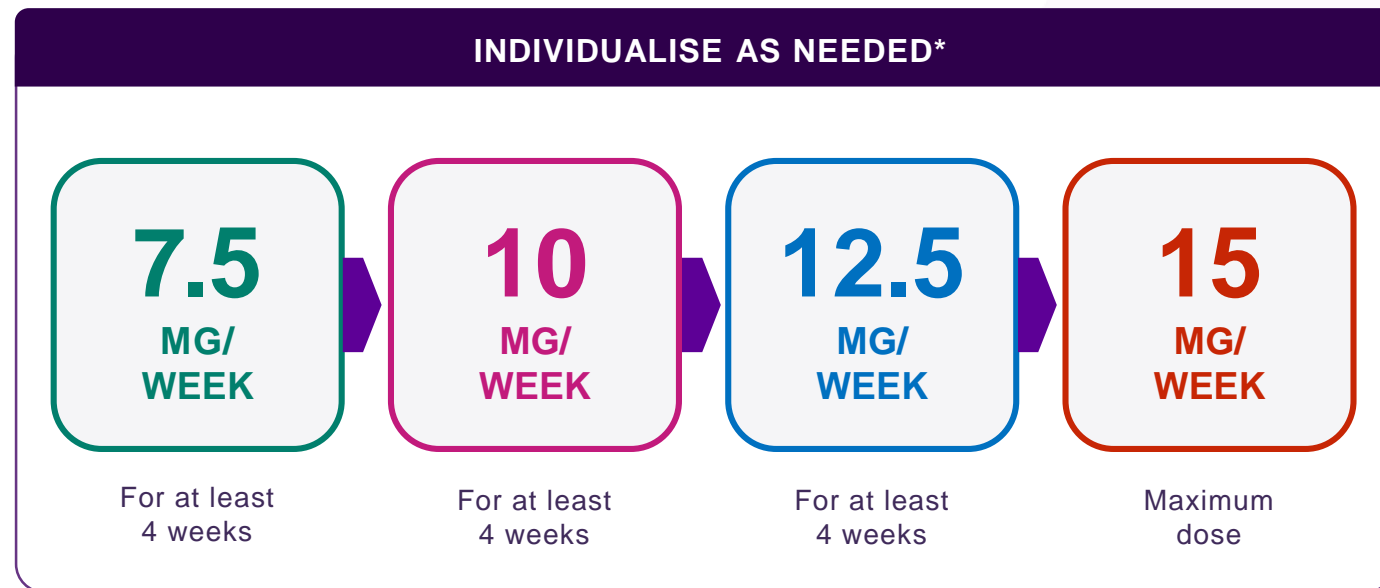 INDIVIDUALISE AS NEEDED*
7.5
MG/
WEEK
For at least
4 weeks
10
MG/
WEEK
For at least
4 weeks
12.5
MG/
WEEK
For at least
4 weeks
15
MG/
WEEK
Maximum
dose